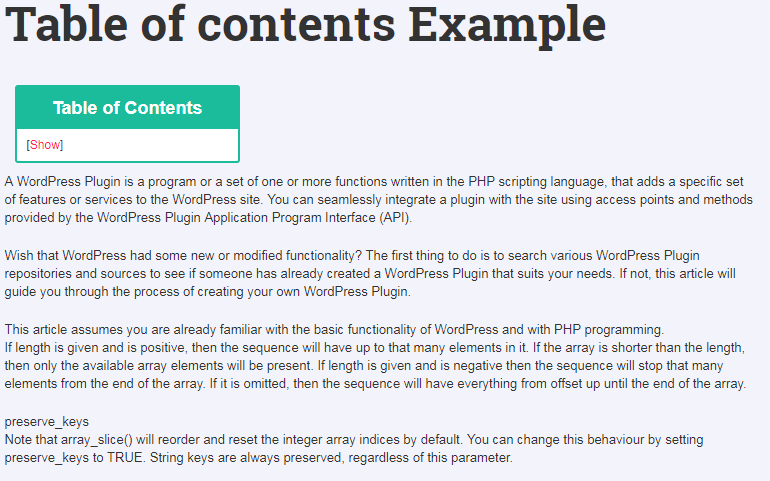 Table of contents Example
Table of Contents
[Show]
A WordPress Plugin is a program or a set of one or more functions written in the PHP scripting language, that adds a specific set
of features or services to the WordPress site. You can seamlessly integrate a plugin with the site using access points and methods
provided by the WordPress Plugin Application Program Interface (API).
Wish that WordPress had some new or modified functionality? The first thing to do is to search various WordPress Plugin
repositories and sources to see if someone has already created a WordPress Plugin that suits your needs. If not, this article will
guide you through the process of creating your own WordPress Plugin.
This article assumes you are already familiar with the basic functionality of WordPress and with PHP programming.
If length is given and is positive, then the sequence will have up to that many elements in it. If the array is shorter than the length,
then only the available array elements will be present. If length is given and is negative then the sequence will stop that many
elements from the end of the array. If it is omitted, then the sequence will have everything from offset up until the end of the array.
preserve_keys
Note that array_slice() will reorder and reset the integer array indices by default. You can change this behaviour by setting
preserve_keys to TRUE. String keys are always preserved, regardless of this parameter.